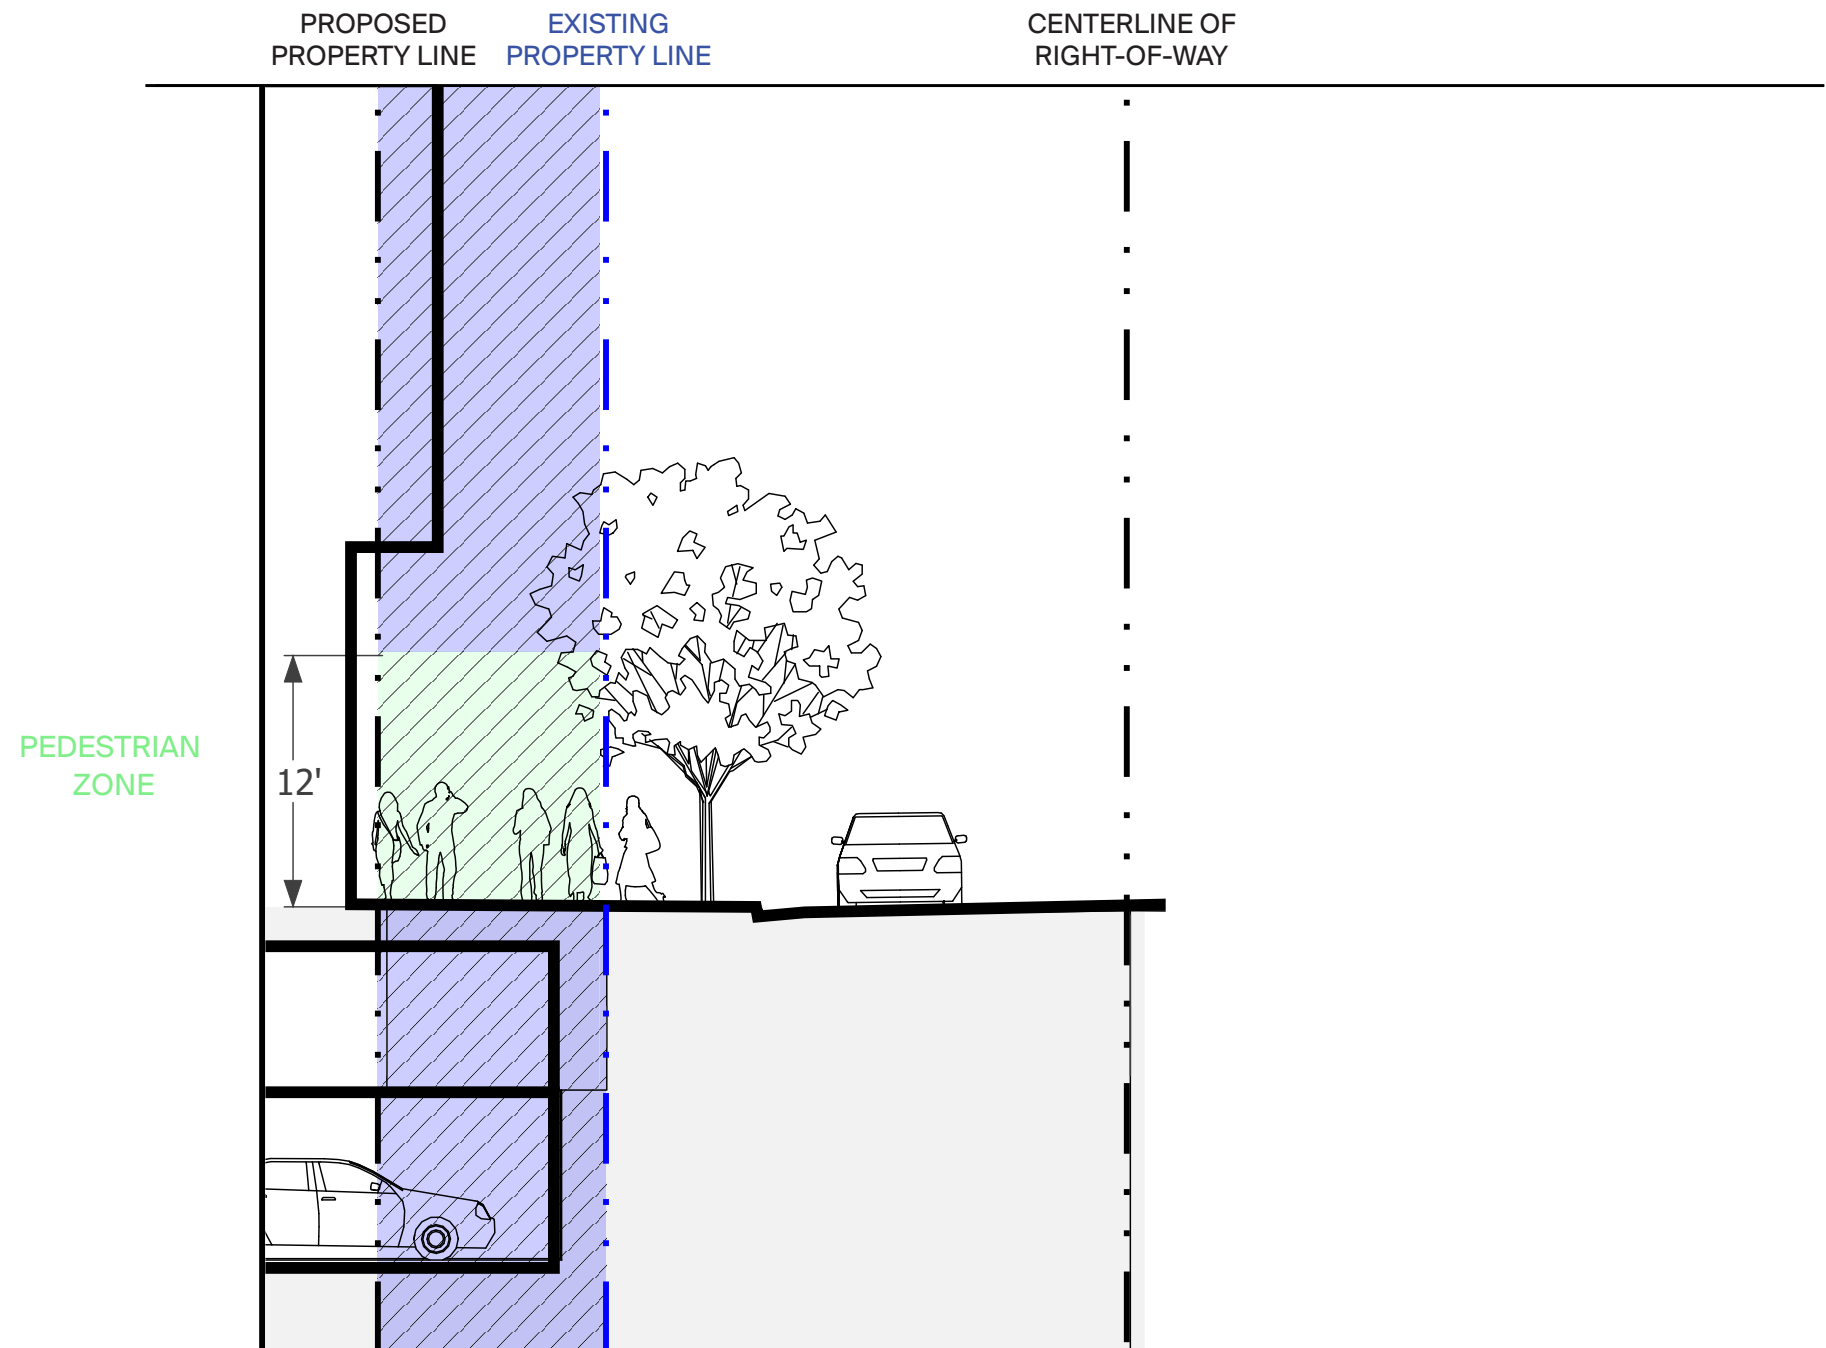 PROPOSED
PROPERTY LINE
EXISTING
PROPERTY LINE
CENTERLINE OF
RIGHT-OF-WAY
PEDESTRIAN
ZONE
12'